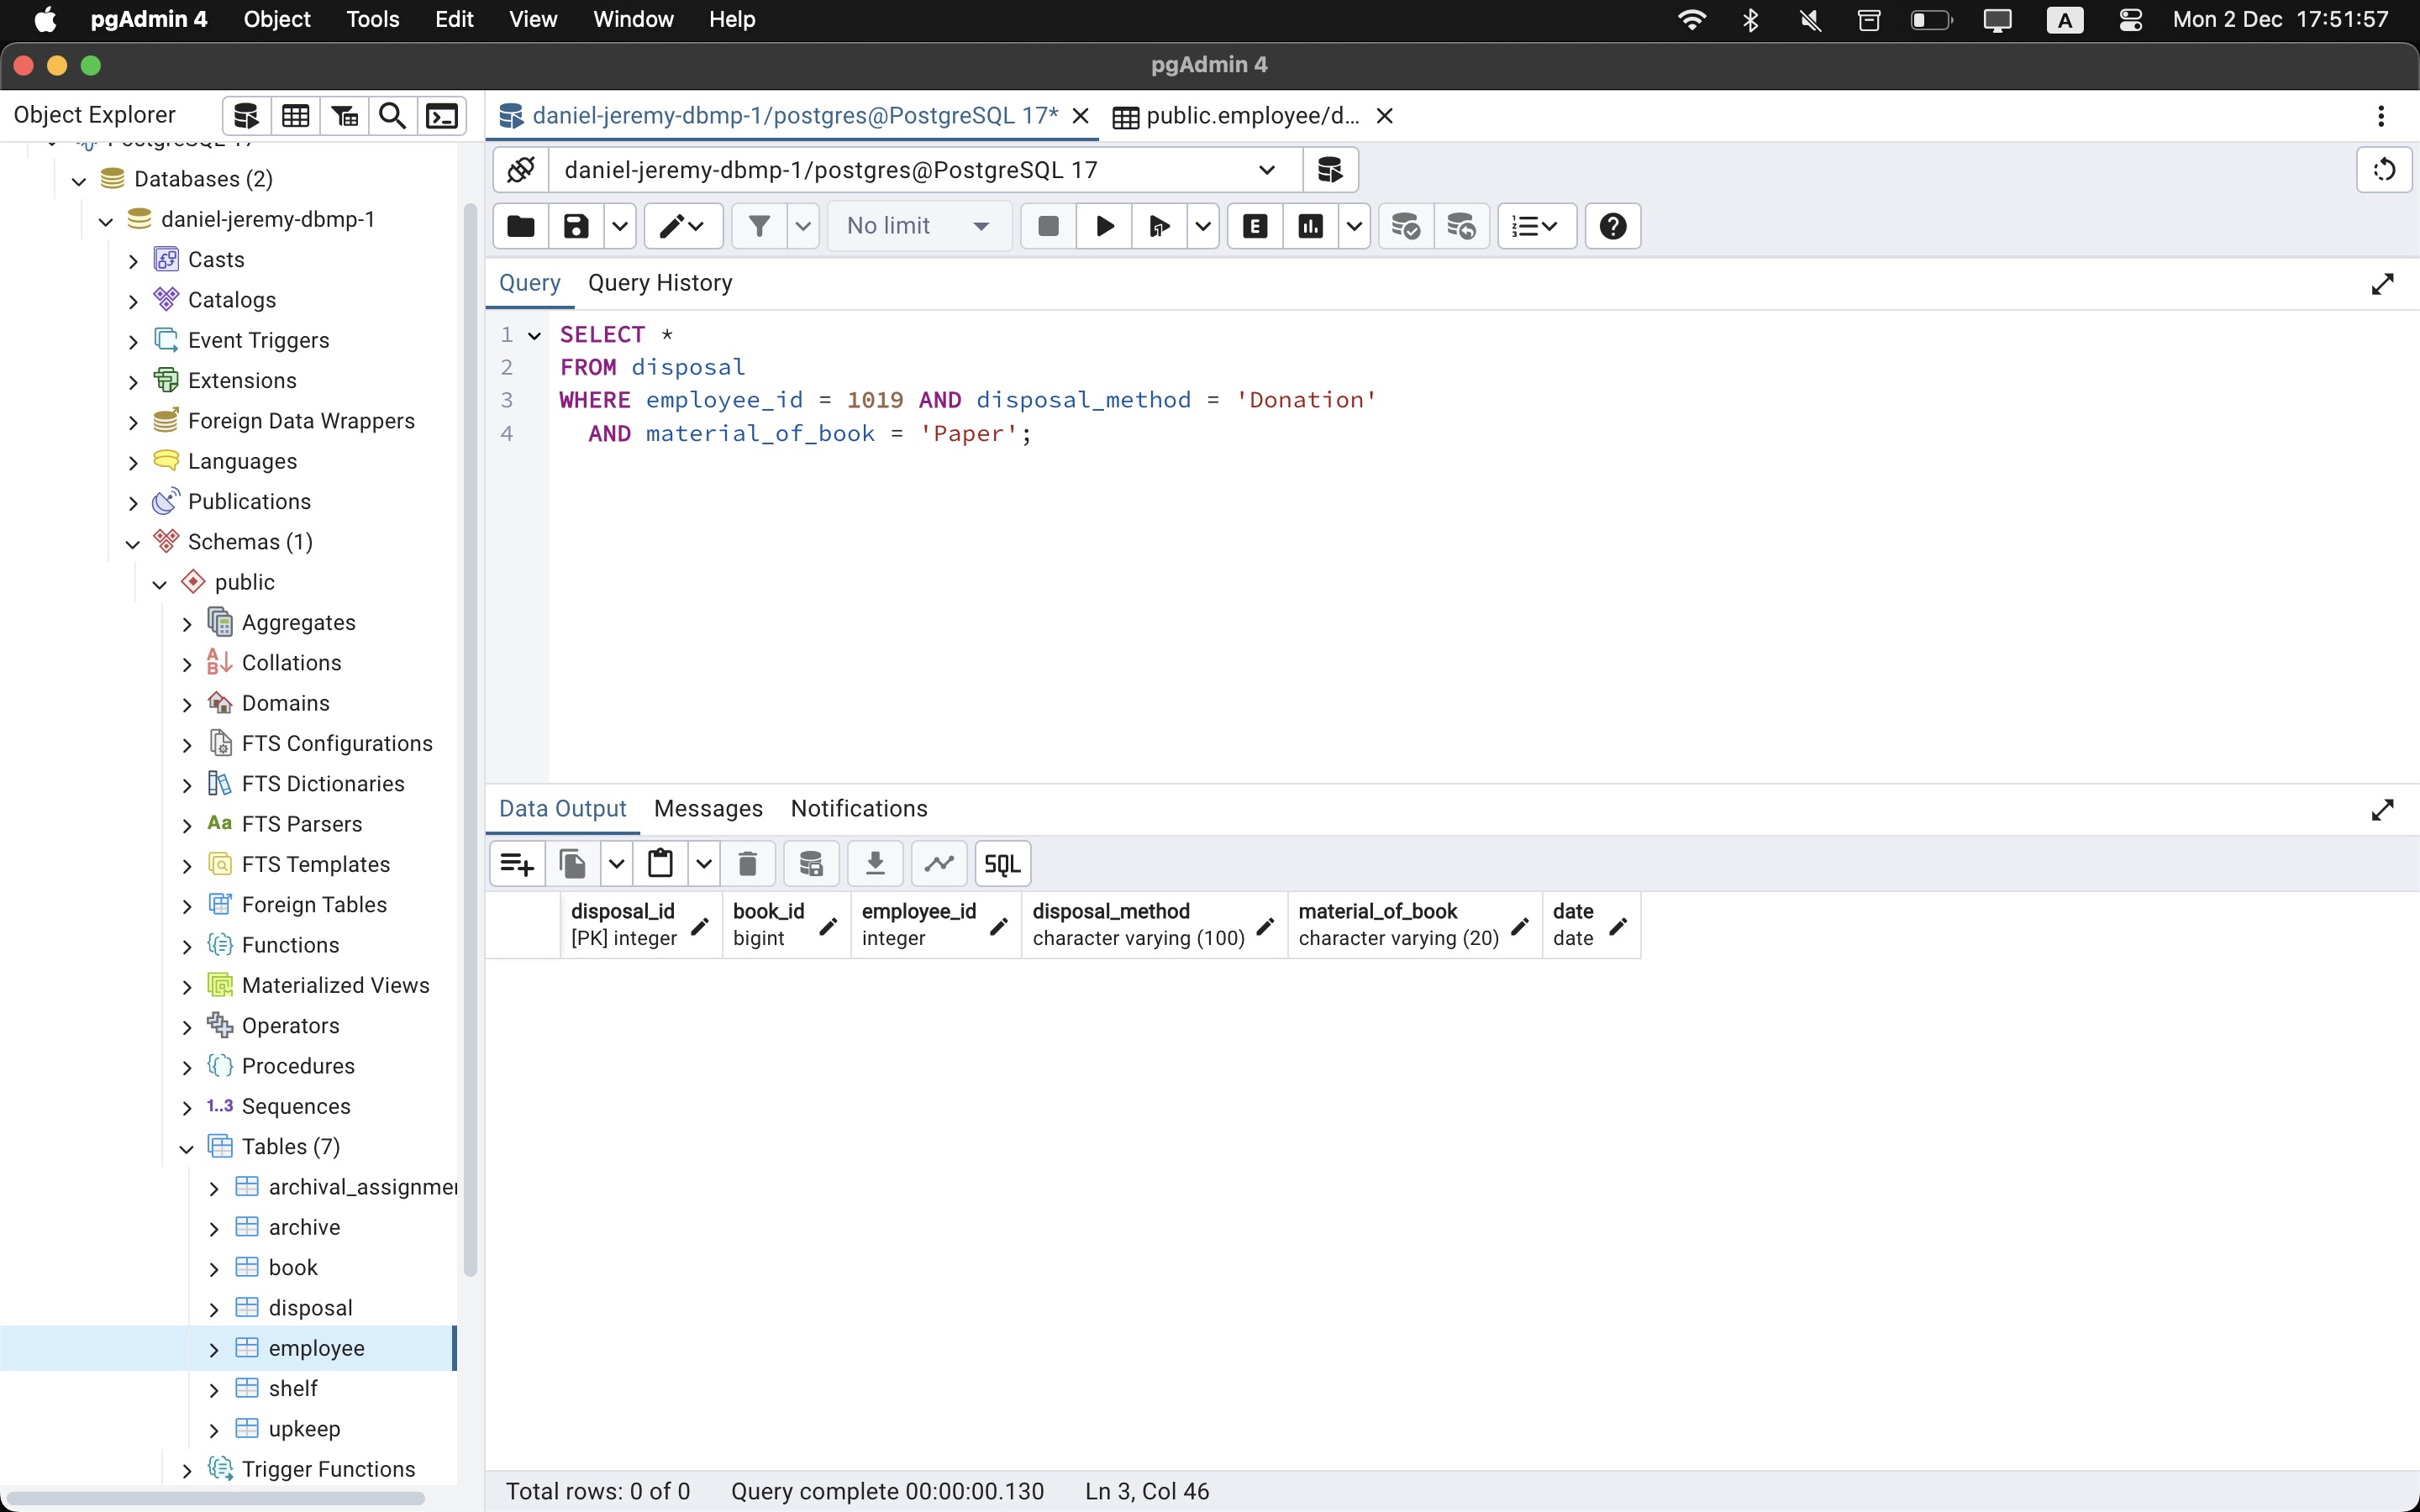 pgAdmin 4 Object Tools Edit View Window Help A Mon 2 Dec 17:51:57
pgAdmin 4
Object Explorer
Databases (2)
daniel-jeremy-dbmp-1
Casts
Catalogs
Event Triggers
Extensions
Foreign Data Wrappers
Languages
Publications
Schemas (1)
public
Aggregates
Collations
Domains
FTS Configurations
FTS Dictionaries
Aa FTS Parsers
FTS Templates
Foreign Tables
Functions
Materialized Views
Operators
Procedures
1..3 Sequences
Tables (7)
archival_assignmer
archive
book
disposal
employee
shelf
upkeep
Trigger Functions
daniel-jeremy-dbmp-1/postgres@PostgreSQL 17* public.employee/d...
daniel-jeremy-dbmp-1/postgres@PostgreSQL 17
No limit E
Query Query History
1 SELECT *
2 FROM disposal
3 WHERE employee_id = 1019 AND disposal_method = 'Donation'
4 AND material_of_book = 'Paper';
Data Output Messages Notifications
SQL
disposal_id book_id employee_id disposal_method material_of_book date
[PK] integer bigint integer character varying (100) character varying (20) date
Total rows: 0 of 0 Query complete 00:00:00.130 Ln 3, Col 46